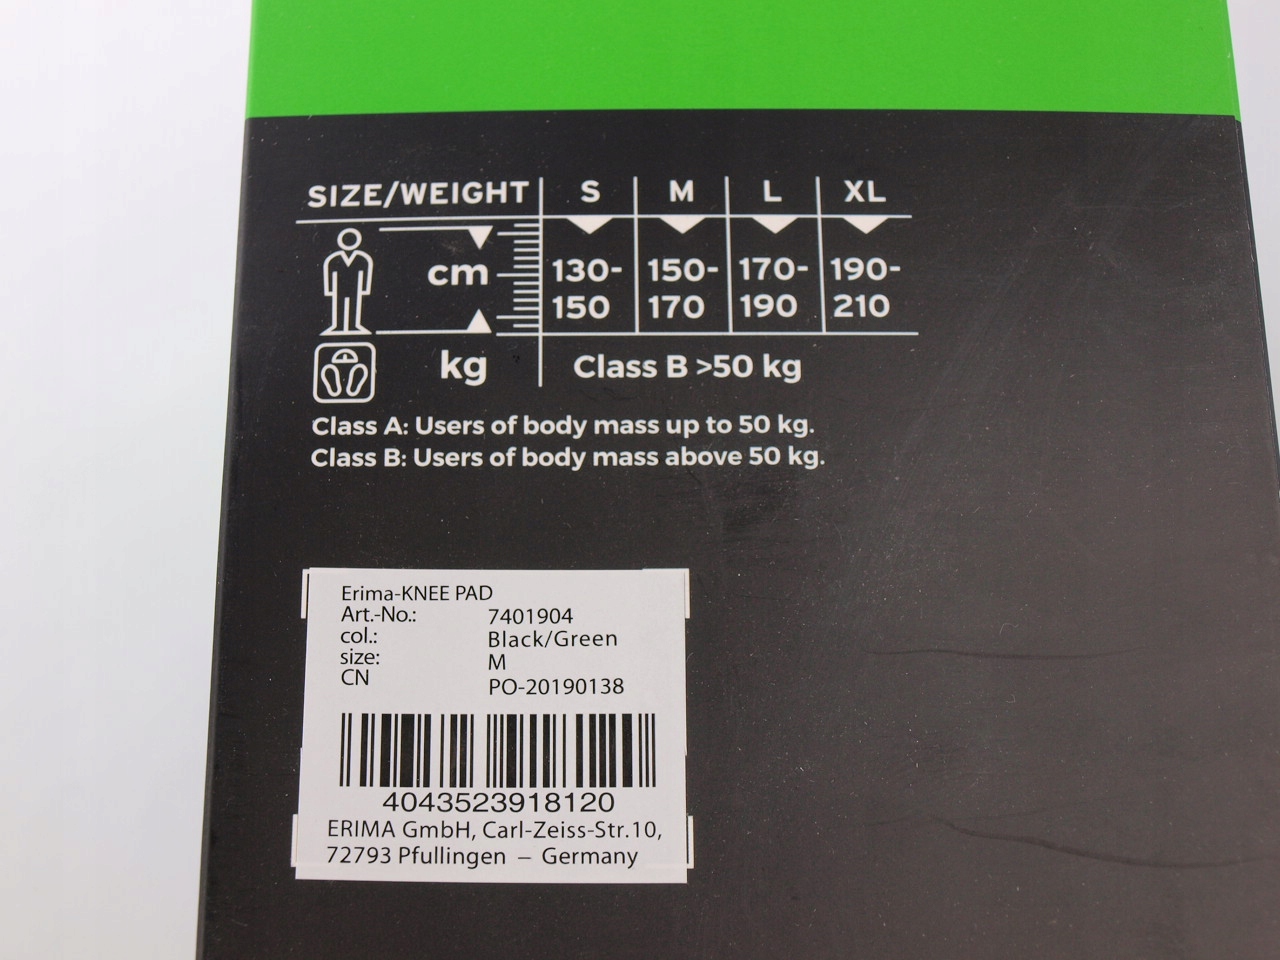 SIZE/WEIGHT S M L XL
cm 130- 150- 170- 190-
150 170 190 210
kg Class B >50 kg
Class A: Users of body mass up to 50 kg.
Class B: Users of body mass above 50 kg.
Erima-KNEE PAD
Art.-No.: 7401904
col.: Black/Green
size: M
CN PO-20190138
4043523918120
ERIMA GmbH, Carl-Zeiss-Str.10,
72793 Pfullingen – Germany